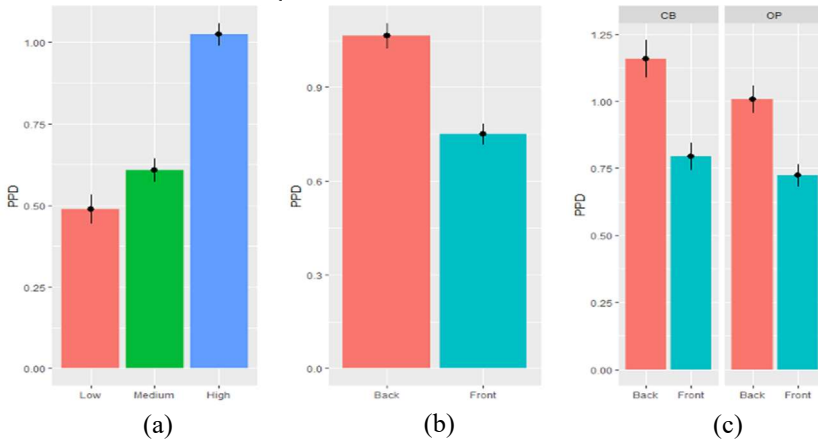 PPD
1.00
0.75
0.50
0.25
0.00
Low Medium High
(a)
PPD
0.9
0.6
0.3
0.0
Back Front
(b)
CB OP
PPD
1.25
1.00
0.75
0.50
0.25
0.00
Back Front Back Front
(c)